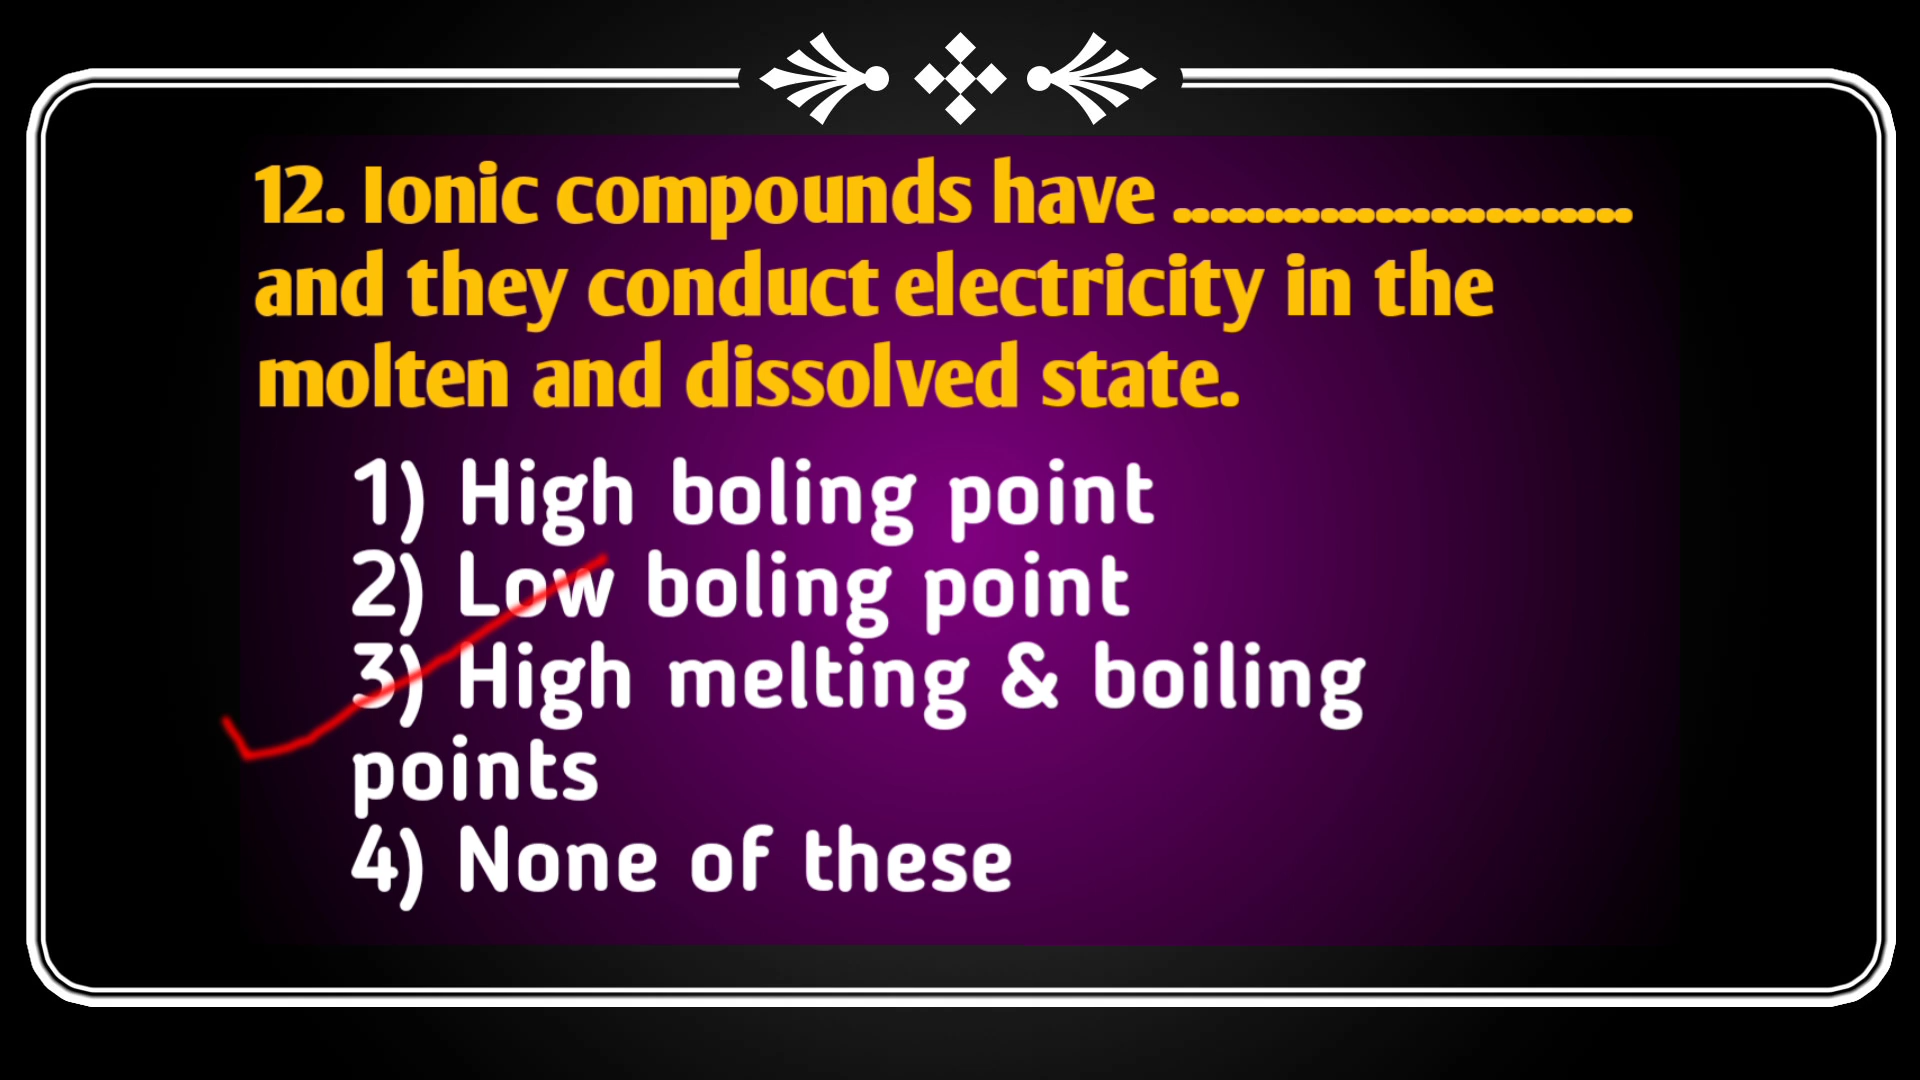 12. Ionic compounds have .........................
and they conduct electricity in the
molten and dissolved state.
1) High boling point
2) Low boling point
3) High melting & boiling
points
4) None of these